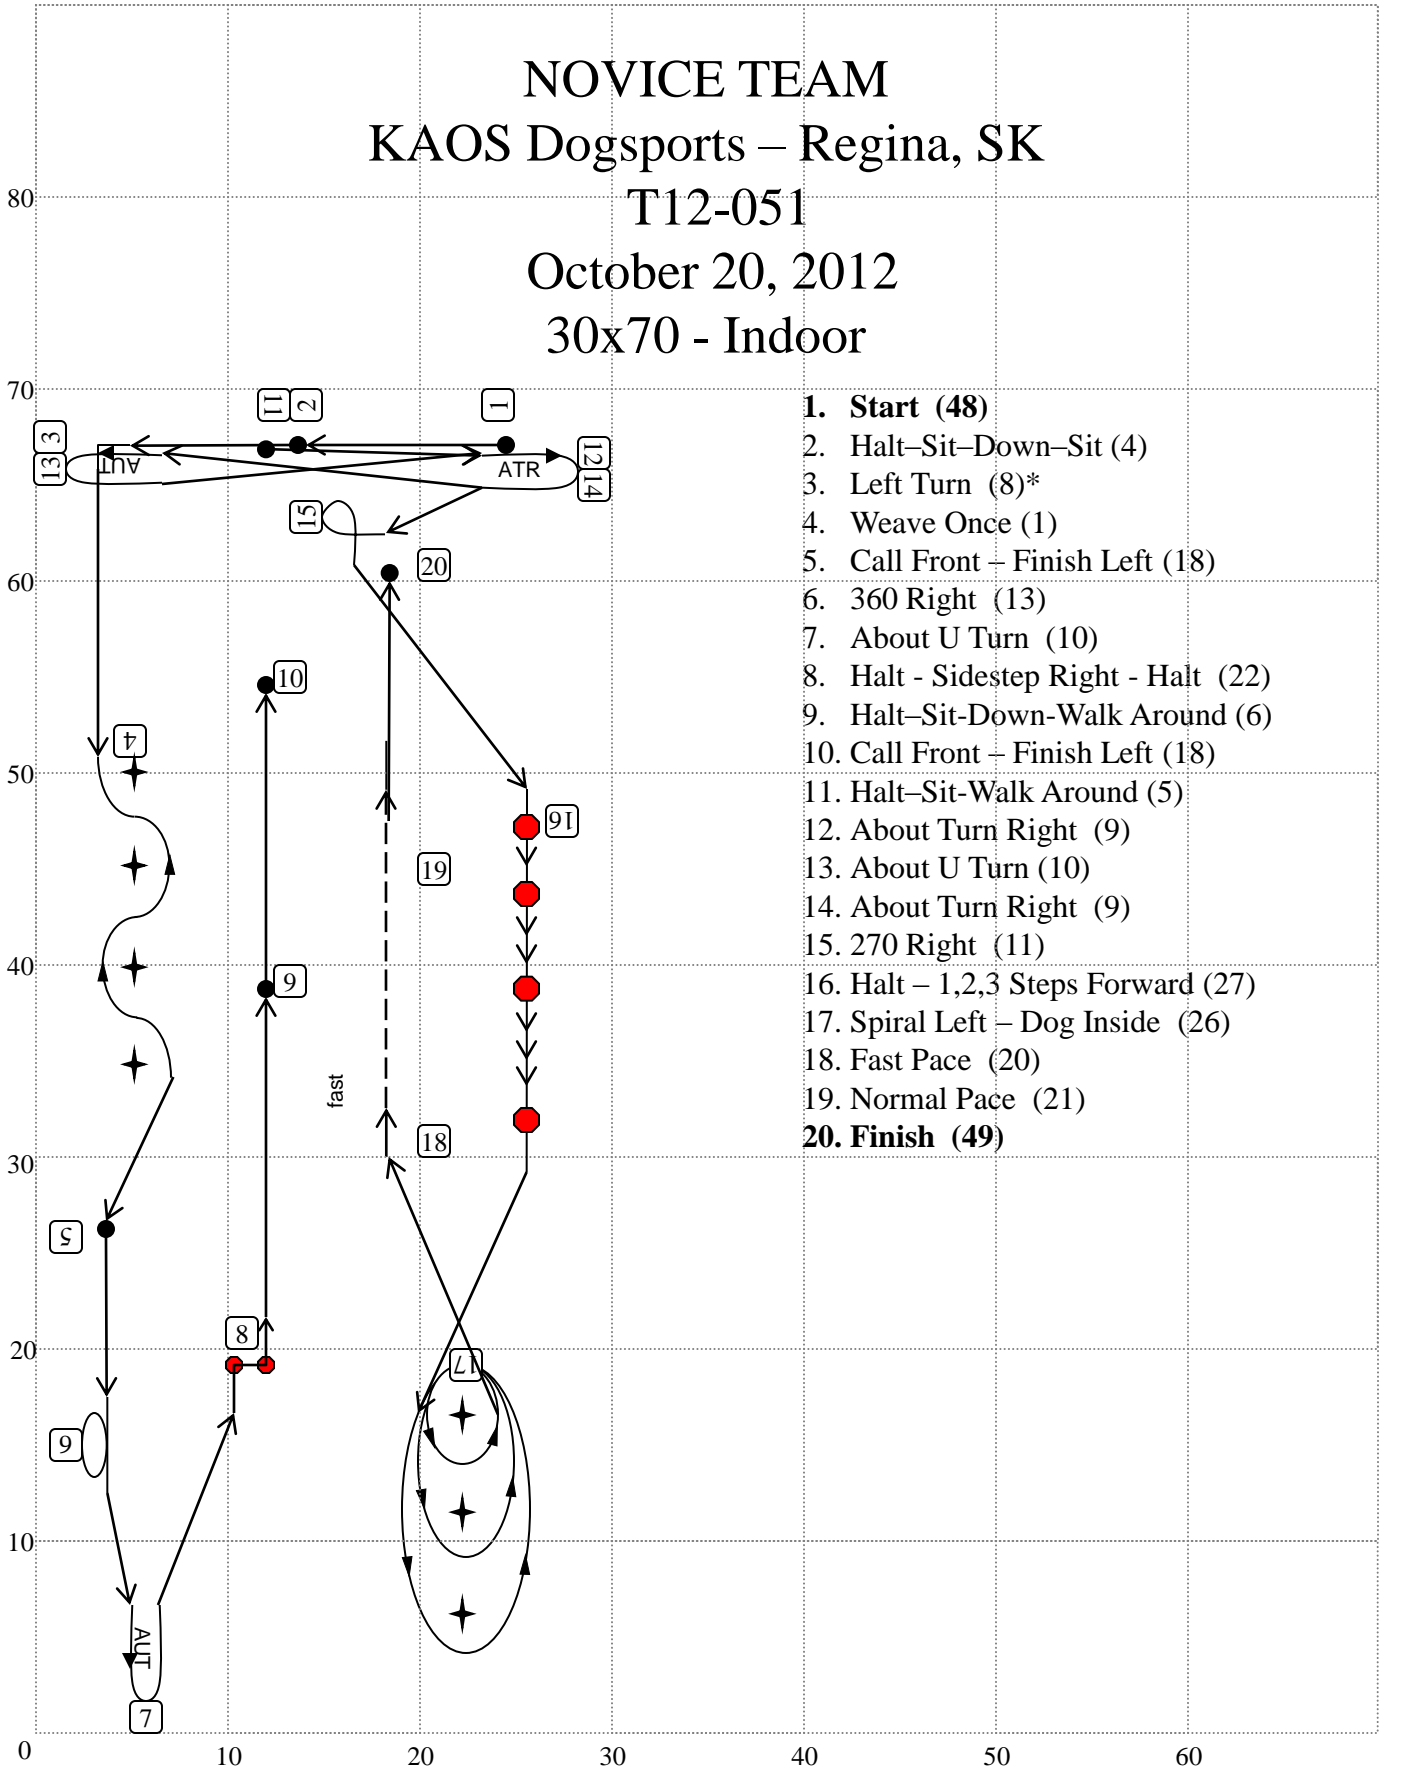 NOVICE TEAM
KAOS Dogsports – Regina, SK
T12-051
October 20, 2012
30x70 - Indoor
80
70
60
50
40
30
20
10
0
10
20
30
40
50
60
11
2
1
3
13
AUT
ATR
12
14
15
20
10
4
16
19
9
fast
18
5
8
17
6
AUT
7
1. Start (48)
2. Halt–Sit–Down–Sit (4)
3. Left Turn (8)*
4. Weave Once (1)
5. Call Front – Finish Left (18)
6. 360 Right (13)
7. About U Turn (10)
8. Halt - Sidestep Right - Halt (22)
9. Halt–Sit-Down-Walk Around (6)
10. Call Front – Finish Left (18)
11. Halt–Sit-Walk Around (5)
12. About Turn Right (9)
13. About U Turn (10)
14. About Turn Right (9)
15. 270 Right (11)
16. Halt – 1,2,3 Steps Forward (27)
17. Spiral Left – Dog Inside (26)
18. Fast Pace (20)
19. Normal Pace (21)
20. Finish (49)